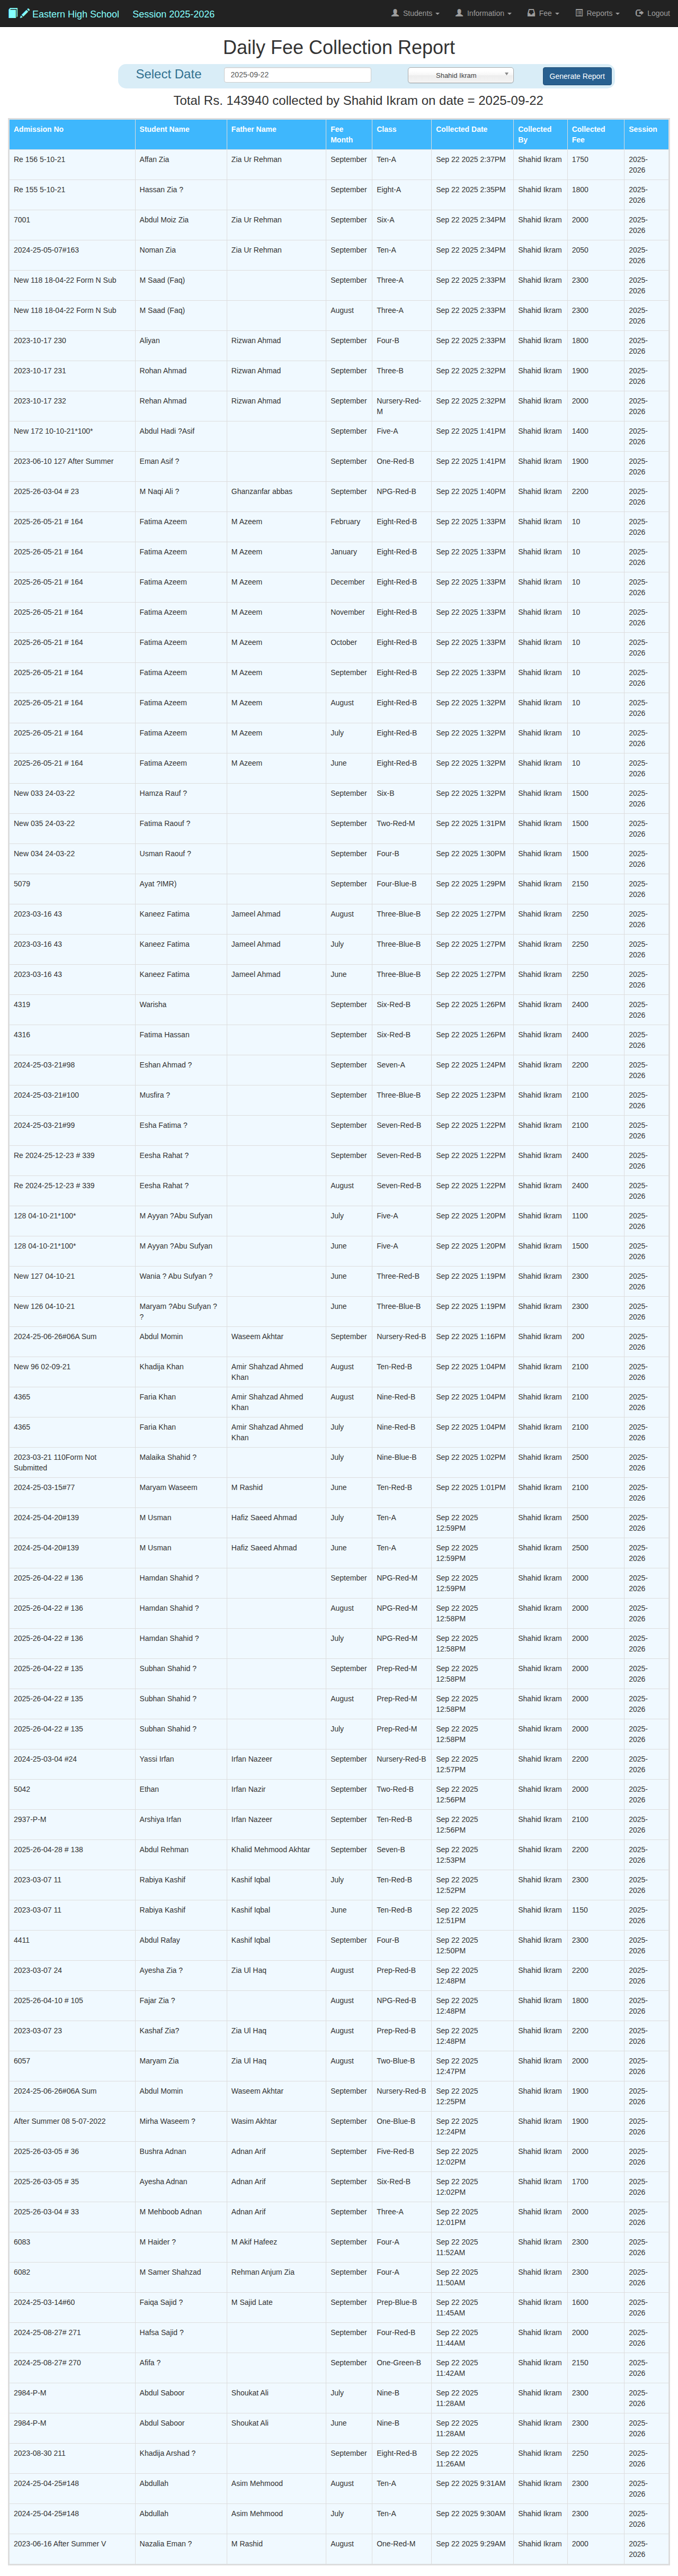 Eastern High School Session 2025-2026 Students Information Fee Reports Logout
Daily Fee Collection Report
Select Date 2025-09-22 Shahid Ikram Generate Report
Total Rs. 143940 collected by Shahid Ikram on date = 2025-09-22
Admission No Student Name Father Name Fee Month Class Collected Date Collected By Collected Fee Session
Re 156 5-10-21 Affan Zia Zia Ur Rehman September Ten-A Sep 22 2025 2:37PM Shahid Ikram 1750 2025-2026
Re 155 5-10-21 Hassan Zia ? September Eight-A Sep 22 2025 2:35PM Shahid Ikram 1800 2025-2026
7001 Abdul Moiz Zia Zia Ur Rehman September Six-A Sep 22 2025 2:34PM Shahid Ikram 2000 2025-2026
2024-25-05-07#163 Noman Zia Zia Ur Rehman September Ten-A Sep 22 2025 2:34PM Shahid Ikram 2050 2025-2026
New 118 18-04-22 Form N Sub M Saad (Faq) September Three-A Sep 22 2025 2:33PM Shahid Ikram 2300 2025-2026
New 118 18-04-22 Form N Sub M Saad (Faq) August Three-A Sep 22 2025 2:33PM Shahid Ikram 2300 2025-2026
2023-10-17 230 Aliyan Rizwan Ahmad September Four-B Sep 22 2025 2:33PM Shahid Ikram 1800 2025-2026
2023-10-17 231 Rohan Ahmad Rizwan Ahmad September Three-B Sep 22 2025 2:32PM Shahid Ikram 1900 2025-2026
2023-10-17 232 Rehan Ahmad Rizwan Ahmad September Nursery-Red-M Sep 22 2025 2:32PM Shahid Ikram 2000 2025-2026
New 172 10-10-21*100* Abdul Hadi ?Asif September Five-A Sep 22 2025 1:41PM Shahid Ikram 1400 2025-2026
2023-06-10 127 After Summer Eman Asif ? September One-Red-B Sep 22 2025 1:41PM Shahid Ikram 1900 2025-2026
2025-26-03-04 # 23 M Naqi Ali ? Ghanzanfar abbas September NPG-Red-B Sep 22 2025 1:40PM Shahid Ikram 2200 2025-2026
2025-26-05-21 # 164 Fatima Azeem M Azeem February Eight-Red-B Sep 22 2025 1:33PM Shahid Ikram 10 2025-2026
2025-26-05-21 # 164 Fatima Azeem M Azeem January Eight-Red-B Sep 22 2025 1:33PM Shahid Ikram 10 2025-2026
2025-26-05-21 # 164 Fatima Azeem M Azeem December Eight-Red-B Sep 22 2025 1:33PM Shahid Ikram 10 2025-2026
2025-26-05-21 # 164 Fatima Azeem M Azeem November Eight-Red-B Sep 22 2025 1:33PM Shahid Ikram 10 2025-2026
2025-26-05-21 # 164 Fatima Azeem M Azeem October Eight-Red-B Sep 22 2025 1:33PM Shahid Ikram 10 2025-2026
2025-26-05-21 # 164 Fatima Azeem M Azeem September Eight-Red-B Sep 22 2025 1:33PM Shahid Ikram 10 2025-2026
2025-26-05-21 # 164 Fatima Azeem M Azeem August Eight-Red-B Sep 22 2025 1:32PM Shahid Ikram 10 2025-2026
2025-26-05-21 # 164 Fatima Azeem M Azeem July Eight-Red-B Sep 22 2025 1:32PM Shahid Ikram 10 2025-2026
2025-26-05-21 # 164 Fatima Azeem M Azeem June Eight-Red-B Sep 22 2025 1:32PM Shahid Ikram 10 2025-2026
New 033 24-03-22 Hamza Rauf ? September Six-B Sep 22 2025 1:32PM Shahid Ikram 1500 2025-2026
New 035 24-03-22 Fatima Raouf ? September Two-Red-M Sep 22 2025 1:31PM Shahid Ikram 1500 2025-2026
New 034 24-03-22 Usman Raouf ? September Four-B Sep 22 2025 1:30PM Shahid Ikram 1500 2025-2026
5079 Ayat ?IMR) September Four-Blue-B Sep 22 2025 1:29PM Shahid Ikram 2150 2025-2026
2023-03-16 43 Kaneez Fatima Jameel Ahmad August Three-Blue-B Sep 22 2025 1:27PM Shahid Ikram 2250 2025-2026
2023-03-16 43 Kaneez Fatima Jameel Ahmad July Three-Blue-B Sep 22 2025 1:27PM Shahid Ikram 2250 2025-2026
2023-03-16 43 Kaneez Fatima Jameel Ahmad June Three-Blue-B Sep 22 2025 1:27PM Shahid Ikram 2250 2025-2026
4319 Warisha September Six-Red-B Sep 22 2025 1:26PM Shahid Ikram 2400 2025-2026
4316 Fatima Hassan September Six-Red-B Sep 22 2025 1:26PM Shahid Ikram 2400 2025-2026
2024-25-03-21#98 Eshan Ahmad ? September Seven-A Sep 22 2025 1:24PM Shahid Ikram 2200 2025-2026
2024-25-03-21#100 Musfira ? September Three-Blue-B Sep 22 2025 1:23PM Shahid Ikram 2100 2025-2026
2024-25-03-21#99 Esha Fatima ? September Seven-Red-B Sep 22 2025 1:22PM Shahid Ikram 2100 2025-2026
Re 2024-25-12-23 # 339 Eesha Rahat ? September Seven-Red-B Sep 22 2025 1:22PM Shahid Ikram 2400 2025-2026
Re 2024-25-12-23 # 339 Eesha Rahat ? August Seven-Red-B Sep 22 2025 1:22PM Shahid Ikram 2400 2025-2026
128 04-10-21*100* M Ayyan ?Abu Sufyan July Five-A Sep 22 2025 1:20PM Shahid Ikram 1100 2025-2026
128 04-10-21*100* M Ayyan ?Abu Sufyan June Five-A Sep 22 2025 1:20PM Shahid Ikram 1500 2025-2026
New 127 04-10-21 Wania ? Abu Sufyan ? June Three-Red-B Sep 22 2025 1:19PM Shahid Ikram 2300 2025-2026
New 126 04-10-21 Maryam ?Abu Sufyan ? ? June Three-Blue-B Sep 22 2025 1:19PM Shahid Ikram 2300 2025-2026
2024-25-06-26#06A Sum Abdul Momin Waseem Akhtar September Nursery-Red-B Sep 22 2025 1:16PM Shahid Ikram 200 2025-2026
New 96 02-09-21 Khadija Khan Amir Shahzad Ahmed Khan August Ten-Red-B Sep 22 2025 1:04PM Shahid Ikram 2100 2025-2026
4365 Faria Khan Amir Shahzad Ahmed Khan August Nine-Red-B Sep 22 2025 1:04PM Shahid Ikram 2100 2025-2026
4365 Faria Khan Amir Shahzad Ahmed Khan July Nine-Red-B Sep 22 2025 1:04PM Shahid Ikram 2100 2025-2026
2023-03-21 110Form Not Submitted Malaika Shahid ? July Nine-Blue-B Sep 22 2025 1:02PM Shahid Ikram 2500 2025-2026
2024-25-03-15#77 Maryam Waseem M Rashid June Ten-Red-B Sep 22 2025 1:01PM Shahid Ikram 2100 2025-2026
2024-25-04-20#139 M Usman Hafiz Saeed Ahmad July Ten-A Sep 22 2025 12:59PM Shahid Ikram 2500 2025-2026
2024-25-04-20#139 M Usman Hafiz Saeed Ahmad June Ten-A Sep 22 2025 12:59PM Shahid Ikram 2500 2025-2026
2025-26-04-22 # 136 Hamdan Shahid ? September NPG-Red-M Sep 22 2025 12:59PM Shahid Ikram 2000 2025-2026
2025-26-04-22 # 136 Hamdan Shahid ? August NPG-Red-M Sep 22 2025 12:58PM Shahid Ikram 2000 2025-2026
2025-26-04-22 # 136 Hamdan Shahid ? July NPG-Red-M Sep 22 2025 12:58PM Shahid Ikram 2000 2025-2026
2025-26-04-22 # 135 Subhan Shahid ? September Prep-Red-M Sep 22 2025 12:58PM Shahid Ikram 2000 2025-2026
2025-26-04-22 # 135 Subhan Shahid ? August Prep-Red-M Sep 22 2025 12:58PM Shahid Ikram 2000 2025-2026
2025-26-04-22 # 135 Subhan Shahid ? July Prep-Red-M Sep 22 2025 12:58PM Shahid Ikram 2000 2025-2026
2024-25-03-04 #24 Yassi Irfan Irfan Nazeer September Nursery-Red-B Sep 22 2025 12:57PM Shahid Ikram 2200 2025-2026
5042 Ethan Irfan Nazir September Two-Red-B Sep 22 2025 12:56PM Shahid Ikram 2000 2025-2026
2937-P-M Arshiya Irfan Irfan Nazeer September Ten-Red-B Sep 22 2025 12:56PM Shahid Ikram 2100 2025-2026
2025-26-04-28 # 138 Abdul Rehman Khalid Mehmood Akhtar September Seven-B Sep 22 2025 12:53PM Shahid Ikram 2200 2025-2026
2023-03-07 11 Rabiya Kashif Kashif Iqbal July Ten-Red-B Sep 22 2025 12:52PM Shahid Ikram 2300 2025-2026
2023-03-07 11 Rabiya Kashif Kashif Iqbal June Ten-Red-B Sep 22 2025 12:51PM Shahid Ikram 1150 2025-2026
4411 Abdul Rafay Kashif Iqbal September Four-B Sep 22 2025 12:50PM Shahid Ikram 2300 2025-2026
2023-03-07 24 Ayesha Zia ? Zia Ul Haq August Prep-Red-B Sep 22 2025 12:48PM Shahid Ikram 2200 2025-2026
2025-26-04-10 # 105 Fajar Zia ? August NPG-Red-B Sep 22 2025 12:48PM Shahid Ikram 1800 2025-2026
2023-03-07 23 Kashaf Zia? Zia Ul Haq August Prep-Red-B Sep 22 2025 12:48PM Shahid Ikram 2200 2025-2026
6057 Maryam Zia Zia Ul Haq August Two-Blue-B Sep 22 2025 12:47PM Shahid Ikram 2000 2025-2026
2024-25-06-26#06A Sum Abdul Momin Waseem Akhtar September Nursery-Red-B Sep 22 2025 12:25PM Shahid Ikram 1900 2025-2026
After Summer 08 5-07-2022 Mirha Waseem ? Wasim Akhtar September One-Blue-B Sep 22 2025 12:24PM Shahid Ikram 1900 2025-2026
2025-26-03-05 # 36 Bushra Adnan Adnan Arif September Five-Red-B Sep 22 2025 12:02PM Shahid Ikram 2000 2025-2026
2025-26-03-05 # 35 Ayesha Adnan Adnan Arif September Six-Red-B Sep 22 2025 12:02PM Shahid Ikram 1700 2025-2026
2025-26-03-04 # 33 M Mehboob Adnan Adnan Arif September Three-A Sep 22 2025 12:01PM Shahid Ikram 2000 2025-2026
6083 M Haider ? M Akif Hafeez September Four-A Sep 22 2025 11:52AM Shahid Ikram 2300 2025-2026
6082 M Samer Shahzad Rehman Anjum Zia September Four-A Sep 22 2025 11:50AM Shahid Ikram 2300 2025-2026
2024-25-03-14#60 Faiqa Sajid ? M Sajid Late September Prep-Blue-B Sep 22 2025 11:45AM Shahid Ikram 1600 2025-2026
2024-25-08-27# 271 Hafsa Sajid ? September Four-Red-B Sep 22 2025 11:44AM Shahid Ikram 2000 2025-2026
2024-25-08-27# 270 Afifa ? September One-Green-B Sep 22 2025 11:42AM Shahid Ikram 2150 2025-2026
2984-P-M Abdul Saboor Shoukat Ali July Nine-B Sep 22 2025 11:28AM Shahid Ikram 2300 2025-2026
2984-P-M Abdul Saboor Shoukat Ali June Nine-B Sep 22 2025 11:28AM Shahid Ikram 2300 2025-2026
2023-08-30 211 Khadija Arshad ? September Eight-Red-B Sep 22 2025 11:26AM Shahid Ikram 2250 2025-2026
2024-25-04-25#148 Abdullah Asim Mehmood August Ten-A Sep 22 2025 9:31AM Shahid Ikram 2300 2025-2026
2024-25-04-25#148 Abdullah Asim Mehmood July Ten-A Sep 22 2025 9:30AM Shahid Ikram 2300 2025-2026
2023-06-16 After Summer V Nazalia Eman ? M Rashid August One-Red-M Sep 22 2025 9:29AM Shahid Ikram 2000 2025-2026